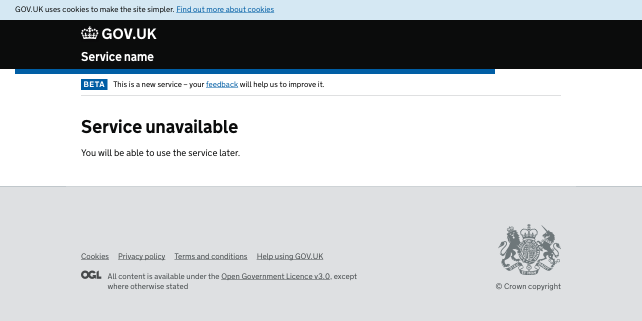 GOV.UK uses cookies to make the site simpler. Find out more about cookies
GOV.UK
Service name
BETA This is a new service – your feedback will help us to improve it.
Service unavailable
You will be able to use the service later.
Cookies Privacy policy Terms and conditions Help using GOV.UK
OGL All content is available under the Open Government Licence v3.0, except
where otherwise stated
© Crown copyright